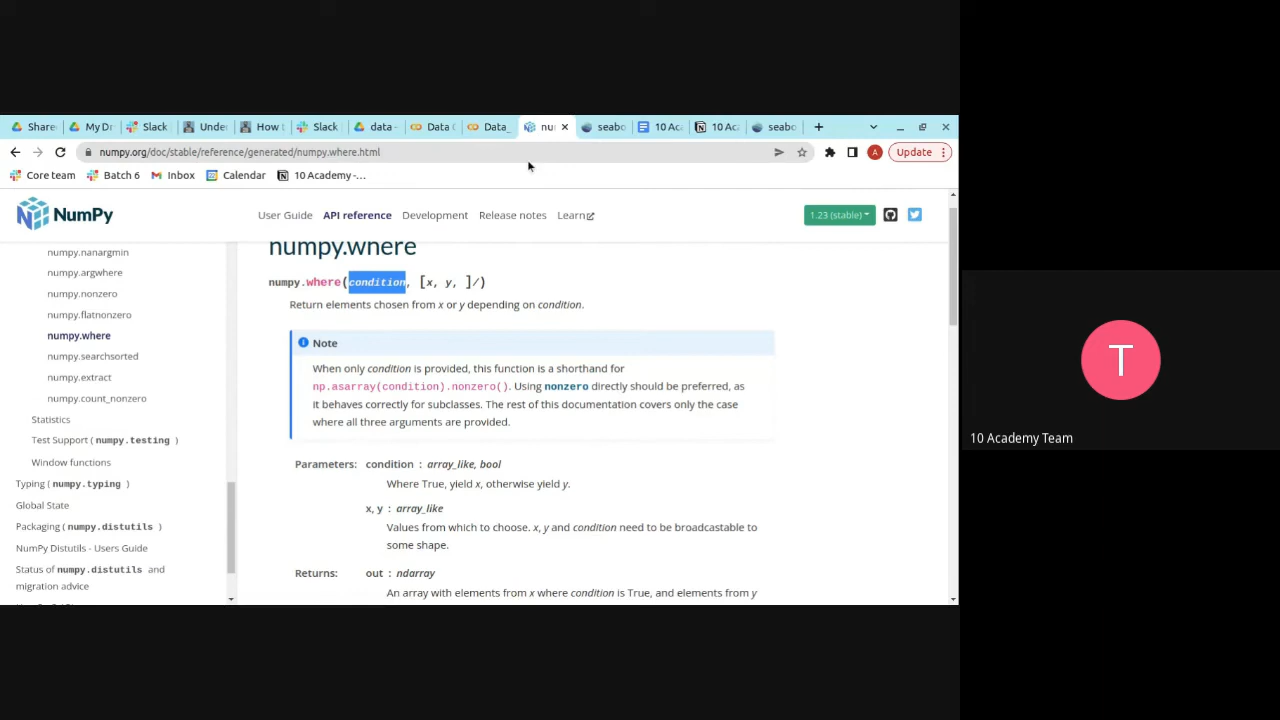 Share
My Dr
Slack
Unde
How t
Slack
data -
Data C
Data_
nu
seabo
10 Aca
10 Aca
seabo
numpy.org/doc/stable/reference/generated/numpy.where.html
A
Update
Core team
Batch 6
Inbox
Calendar
10 Academy -...
NumPy
User Guide
API reference
Development
Release notes
Learn
1.23 (stable)
numpy.nanargmin
numpy.argwhere
numpy.nonzero
numpy.flatnonzero
numpy.where
numpy.searchsorted
numpy.extract
numpy.count_nonzero
Statistics
Test Support ( numpy.testing )
Window functions
Typing ( numpy.typing )
Global State
Packaging ( numpy.distutils )
NumPy Distutils - Users Guide
Status of numpy.distutils and
migration advice
numpy.where
numpy.where(condition, [x, y, ]/)
Return elements chosen from x or y depending on condition.
Note
When only condition is provided, this function is a shorthand for
np.asarray(condition).nonzero(). Using nonzero directly should be preferred, as
it behaves correctly for subclasses. The rest of this documentation covers only the case
where all three arguments are provided.
Parameters: condition : array_like, bool
Where True, yield x, otherwise yield y.
x, y : array_like
Values from which to choose. x, y and condition need to be broadcastable to
some shape.
Returns: out : ndarray
An array with elements from x where condition is True, and elements from y
T
10 Academy Team